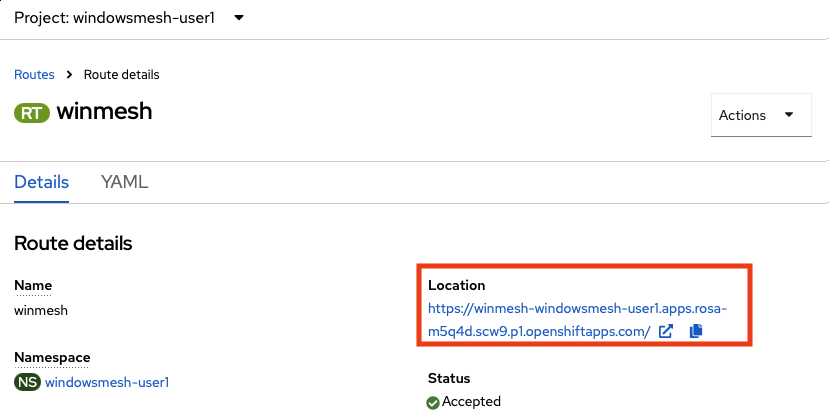 Project: windowsmesh-user1
Routes > Route details
RT winmesh
Actions
Details YAML
Route details
Name
winmesh
Location
https://winmesh-windowsmesh-user1.apps.rosa-
m5q4d.scw9.p1.openshiftapps.com/
Namespace
NS windowsmesh-user1
Status
Accepted